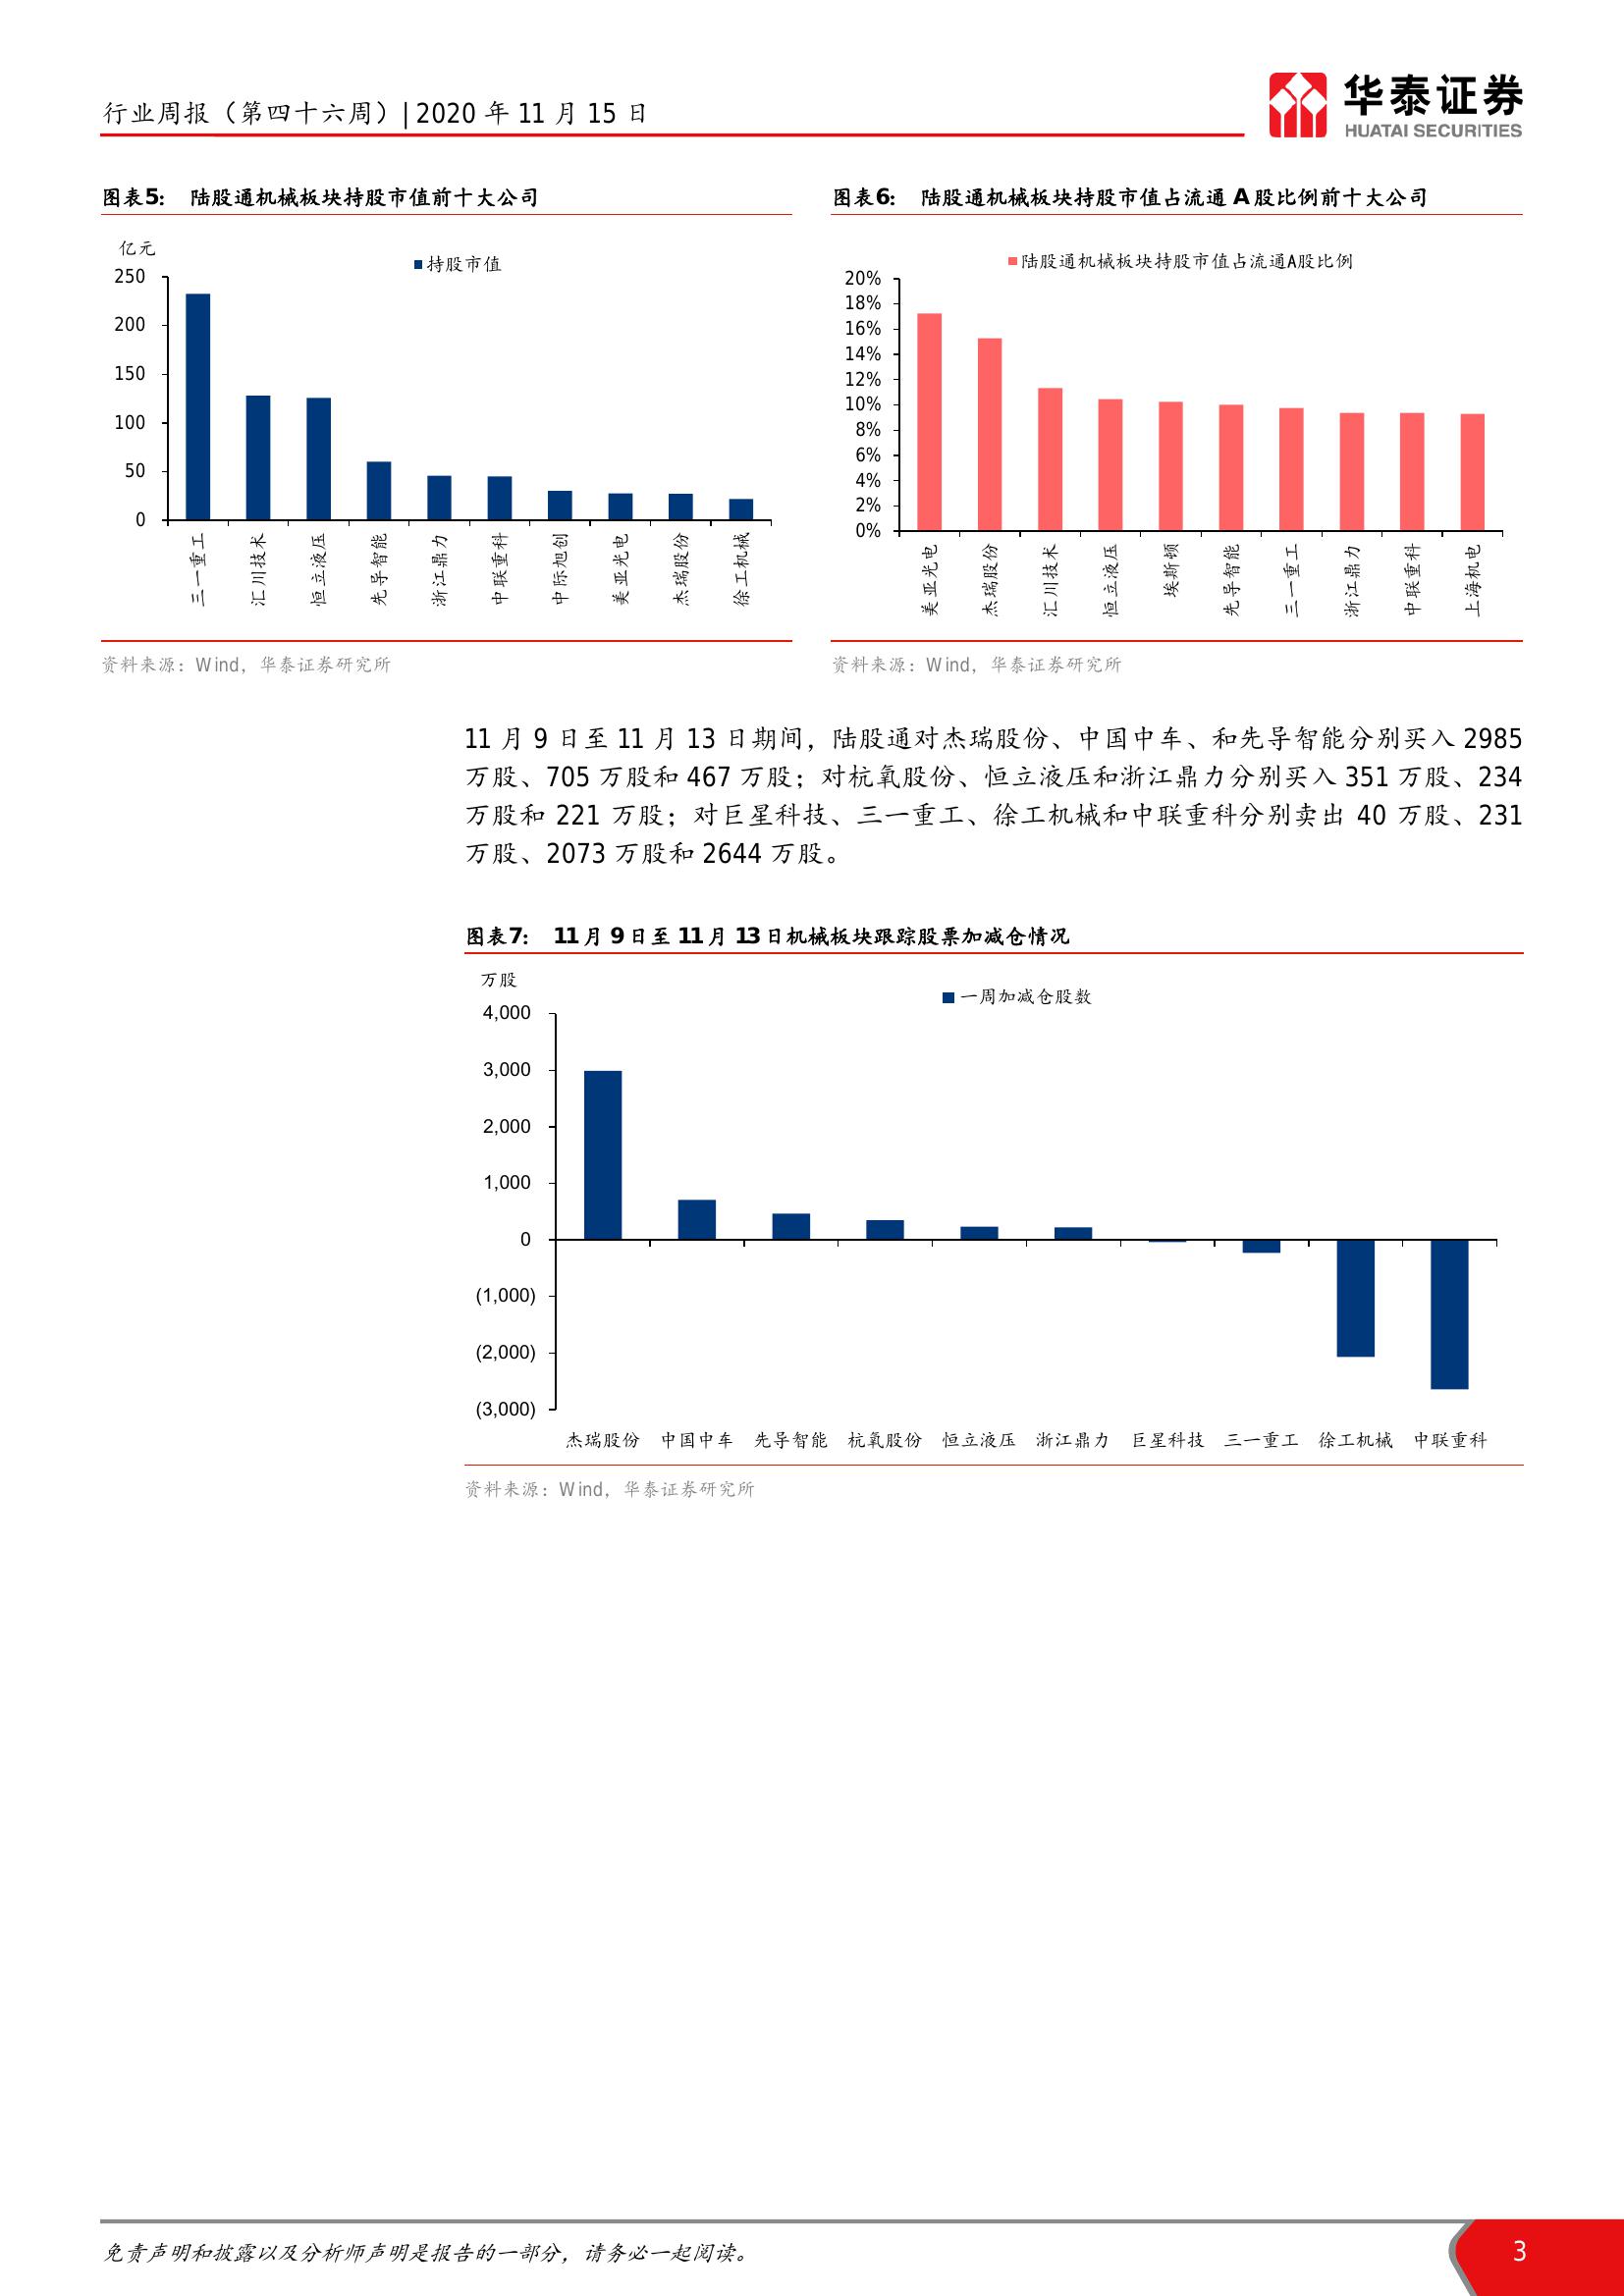 行业周报（第四十六周）| 2020 年 11 月 15 日
华泰证券
HUATAI SECURITIES
图表5： 陆股通机械板块持股市值前十大公司
亿元
持股市值
250
200
150
100
50
0
三一重工
汇川技术
恒立液压
先导智能
浙江鼎力
中联重科
中际旭创
美亚光电
杰瑞股份
徐工机械
资料来源：Wind，华泰证券研究所
图表6： 陆股通机械板块持股市值占流通 A 股比例前十大公司
陆股通机械板块持股市值占流通A股比例
20%
18%
16%
14%
12%
10%
8%
6%
4%
2%
0%
美亚光电
杰瑞股份
汇川技术
恒立液压
埃斯顿
先导智能
三一重工
浙江鼎力
中联重科
上海机电
资料来源：Wind，华泰证券研究所
11 月 9 日至 11 月 13 日期间，陆股通对杰瑞股份、中国中车、和先导智能分别买入 2985
万股、705 万股和 467 万股；对杭氧股份、恒立液压和浙江鼎力分别买入 351 万股、234
万股和 221 万股；对巨星科技、三一重工、徐工机械和中联重科分别卖出 40 万股、231
万股、2073 万股和 2644 万股。
图表7： 11 月 9 日至 11 月 13 日机械板块跟踪股票加减仓情况
万股
一周加减仓股数
4,000
3,000
2,000
1,000
0
(1,000)
(2,000)
(3,000)
杰瑞股份 中国中车 先导智能 杭氧股份 恒立液压 浙江鼎力 巨星科技 三一重工 徐工机械 中联重科
资料来源：Wind，华泰证券研究所
免责声明和披露以及分析师声明是报告的一部分，请务必一起阅读。
3